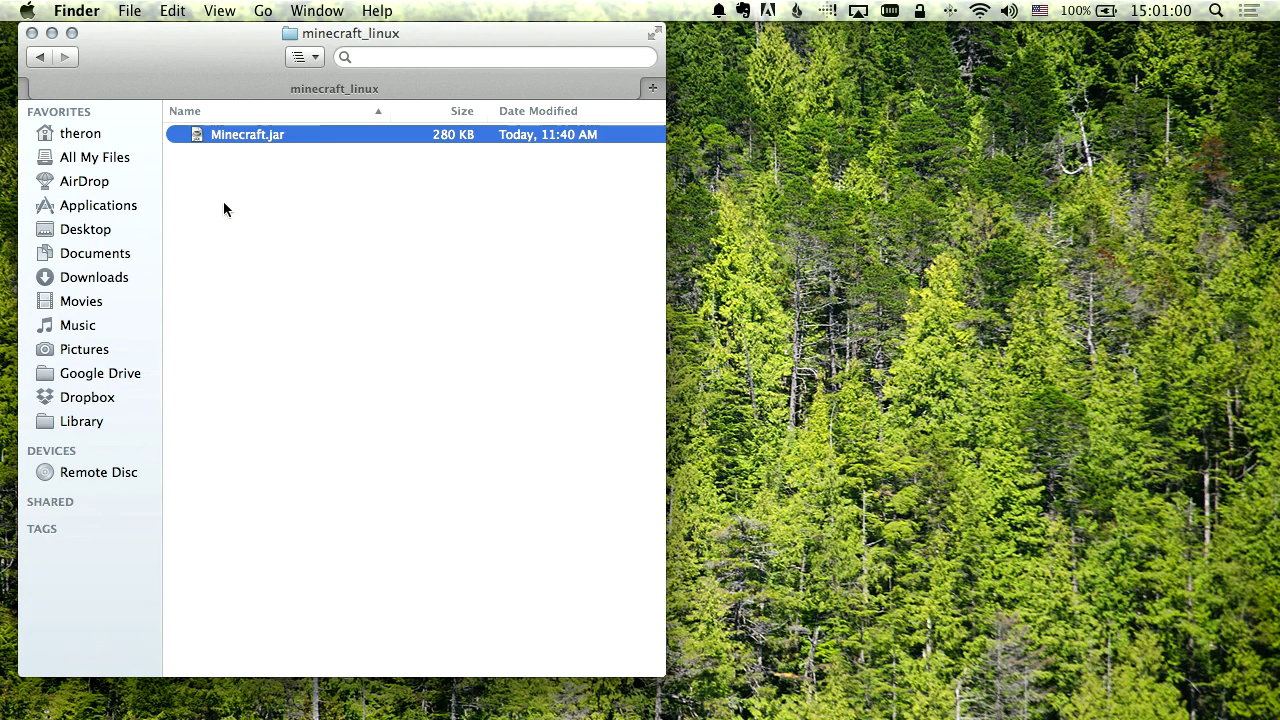 Finder File Edit View Go Window Help 100% 15:01:00
minecraft_linux
minecraft_linux
FAVORITES
theron
All My Files
AirDrop
Applications
Desktop
Documents
Downloads
Movies
Music
Pictures
Google Drive
Dropbox
Library
DEVICES
Remote Disc
SHARED
TAGS
Name Size Date Modified
Minecraft.jar 280 KB Today, 11:40 AM